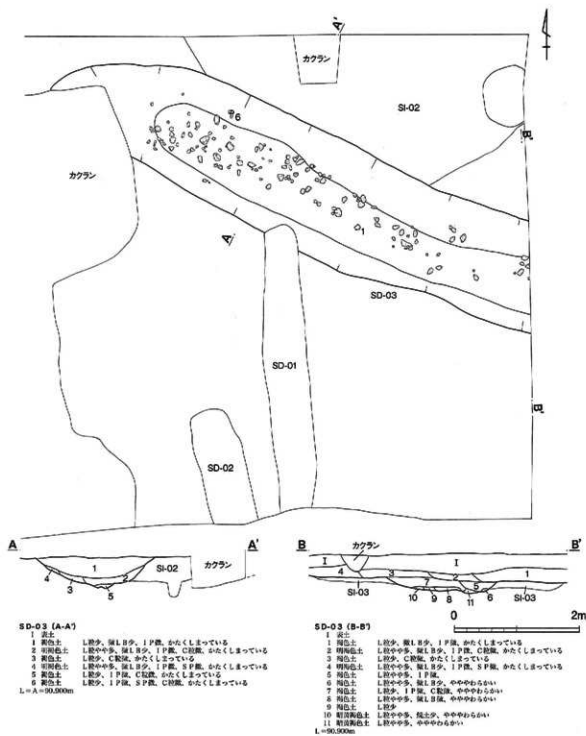 A'
カクラン
SI-02
B'
6
カクラン
1
A
SD-03
SD-01
B'
SD-02
A
A'
1
SI-02
カクラン
4
3
2
5
B
B'
カクラン
I
I
4
3
2
1
7
5
SI-03
SI-03
10
9
8
11
6
0
2m
SD-03 (A-A')
I 表土
1 褐色土 L粒少、微LB少、IP微、かたくしまっている
2 明褐色土 L粒やや多、微LB少、IP微、C粒微、かたくしまっている
3 褐色土 L粒少、C粒微、かたくしまっている
4 明褐色土 L粒やや多、微LB少、IP微、SP微、かたくしまっている
5 褐色土 L粒少、IP微、C粒微、かたくしまっている
6 褐色土 L粒少、IP微、SP微、C粒微、かたくしまっている
L=A=90.900m
SD-03 (B-B')
I 表土
1 褐色土 L粒少、微LB少、IP微、かたくしまっている
2 明褐色土 L粒やや多、微LB少、IP微、C粒微、かたくしまっている
3 褐色土 L粒少、C粒微、かたくしまっている
4 明褐色土 L粒やや多、微LB少、IP微、SP微、かたくしまっている
5 褐色土 L粒やや多、IP微、
6 褐色土 L粒やや多、微LB少、ややややわらかい
7 褐色土 L粒少、IP微、C粒微、ややややわらかい
8 褐色土 L粒やや多、微LB微、ややややわらかい
9 褐色土 L粒少
10 暗黄褐色土 L粒やや多、焼土少、ややややわらかい
11 暗黄褐色土 L粒やや多、ややややわらかい
L=90.900m